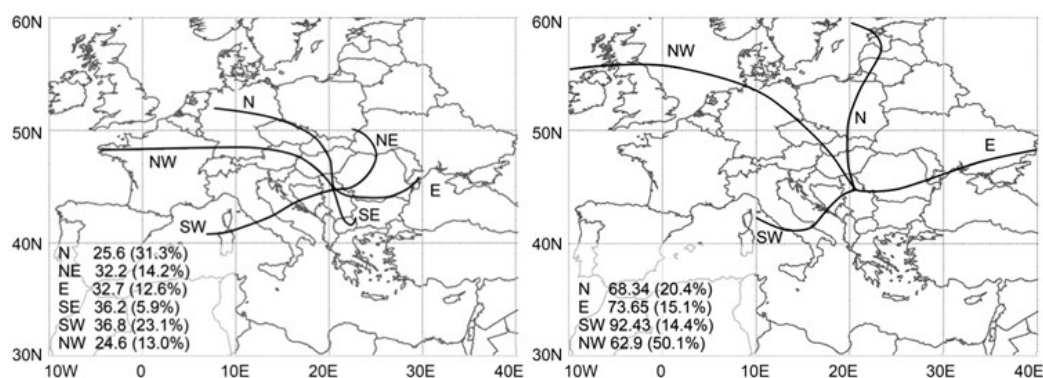 60N
50N
40N
30N
10W 0 10E 20E 30E 40E
N
NE
NW
E
SE
SW
N 25.6 (31.3%)
NE 32.2 (14.2%)
E 32.7 (12.6%)
SE 36.2 (5.9%)
SW 36.8 (23.1%)
NW 24.6 (13.0%)
60N
50N
40N
30N
10W 0 10E 20E 30E 40E
NW
N
E
SW
N 68.34 (20.4%)
E 73.65 (15.1%)
SW 92.43 (14.4%)
NW 62.9 (50.1%)